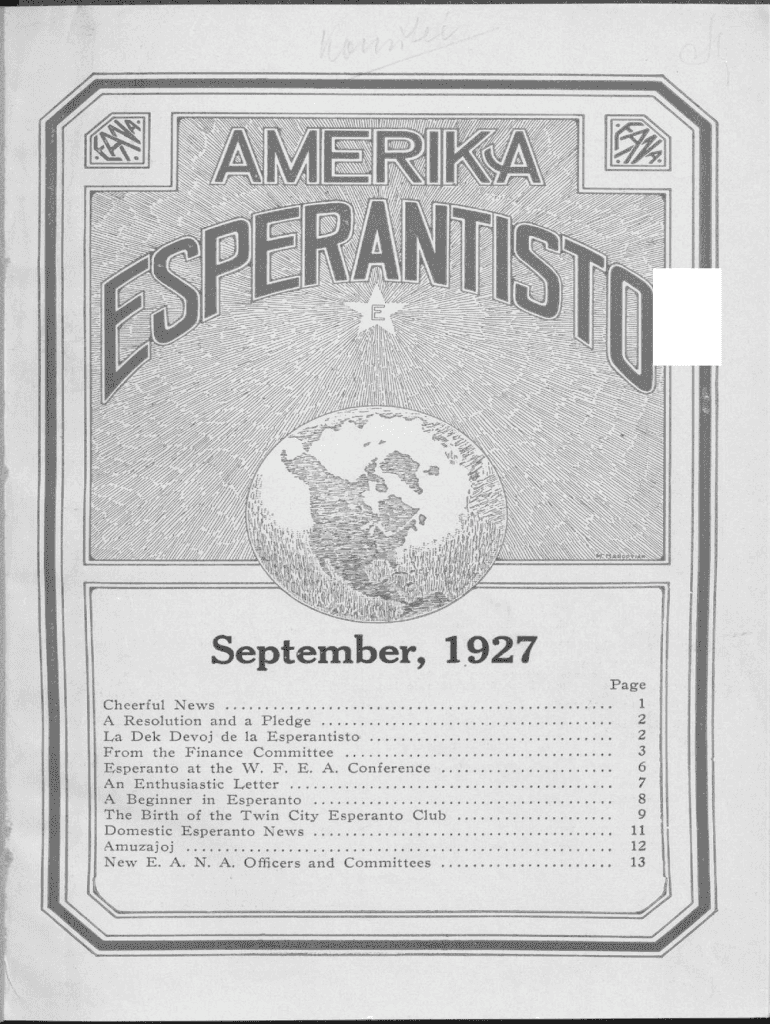 E.A.N.A.
AMERIKA
E.A.N.A.
ESPERANTISTO
E
September, 1927
Page
Cheerful News ........ 1
A Resolution and a Pledge ........ 2
La Dek Devoj de la Esperantisto ........ 2
From the Finance Committee ........ 3
Esperanto at the W. F. E. A. Conference ........ 6
An Enthusiastic Letter ........ 7
A Beginner in Esperanto ........ 8
The Birth of the Twin City Esperanto Club ........ 9
Domestic Esperanto News ........ 11
Amuzajoj ........ 12
New E. A. N. A. Officers and Committees ........ 13